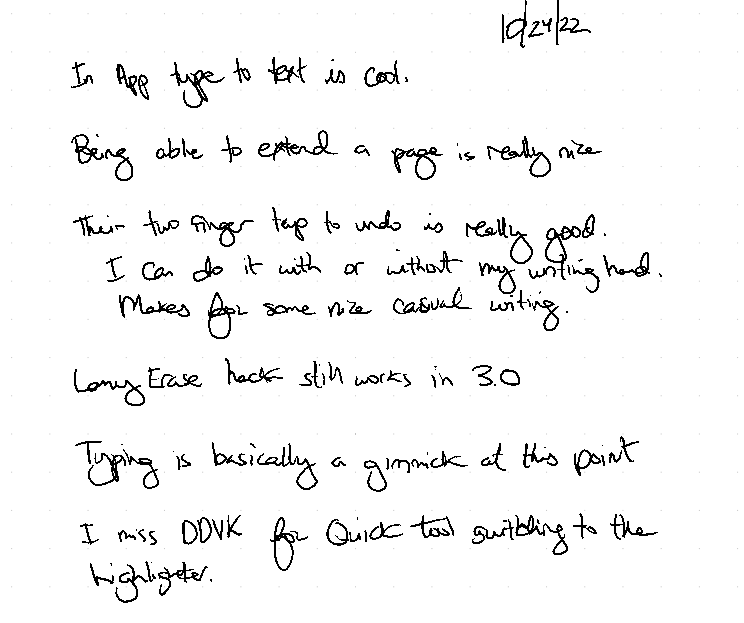 10/24/22
In App type to text is cool.
Being able to extend a page is really nice
Their two finger tap to undo is really good.
I can do it with or without my writing hand.
Makes for some nice casual writing.
Lamy Erase hack still works in 3.0
Typing is basically a gimmick at this point
I miss DDVK for Quick tool switching to the
highlighter.